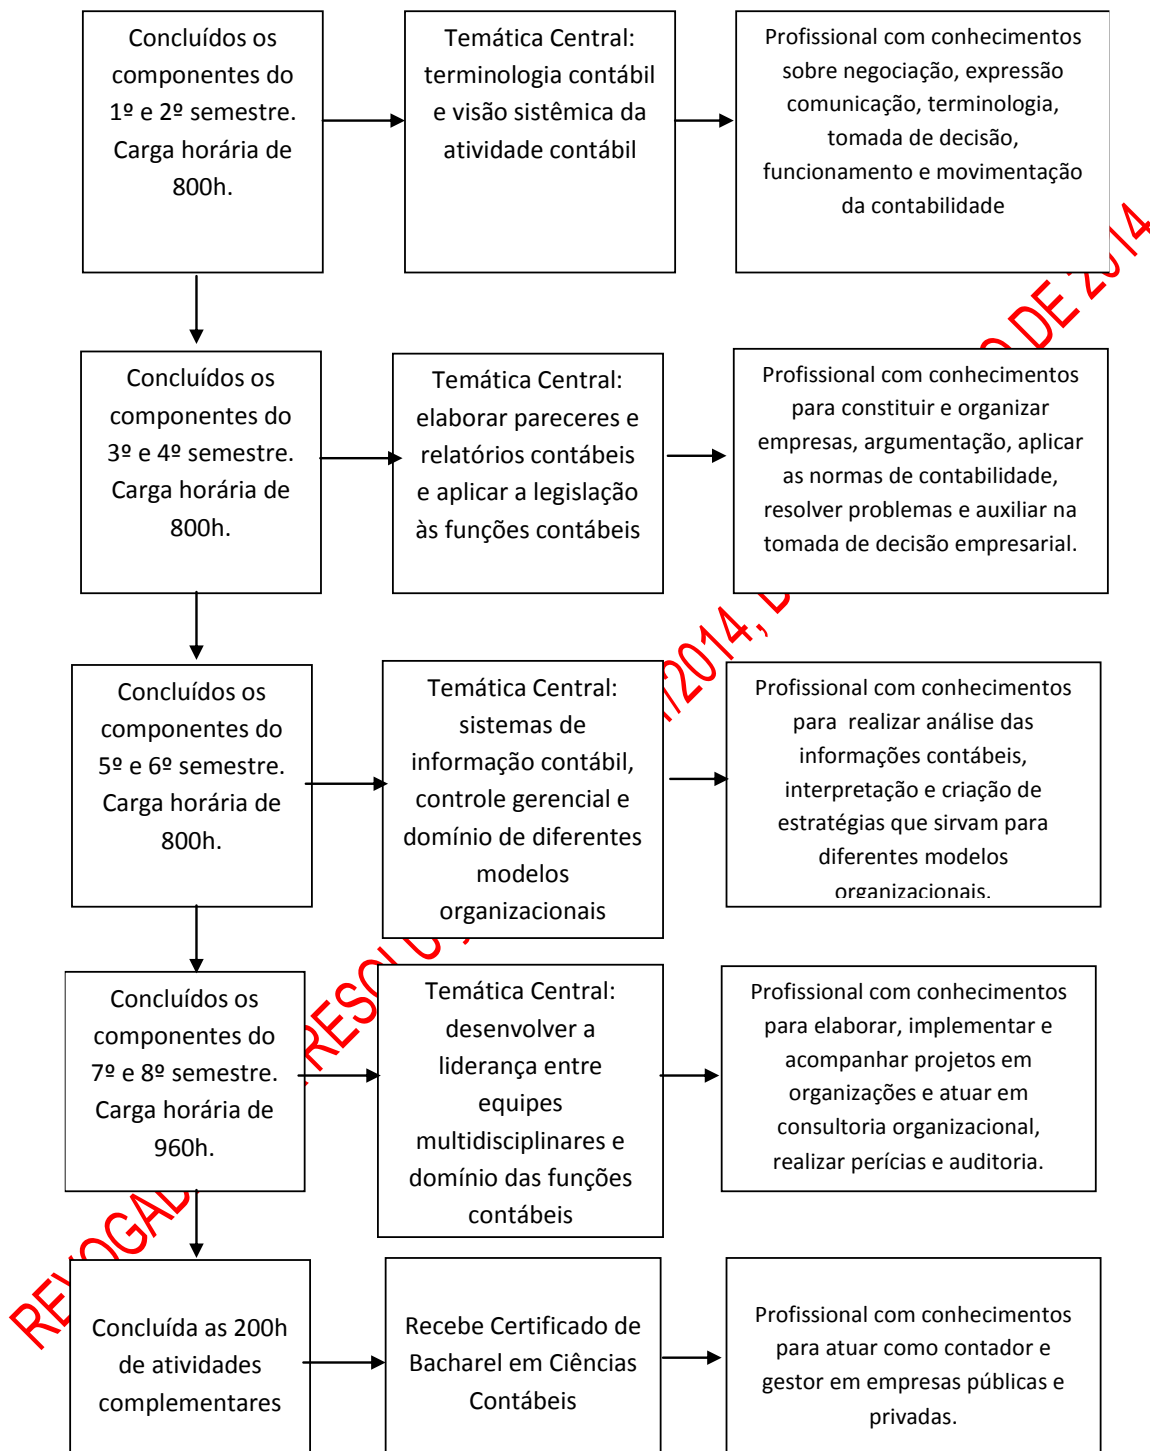 Concluídos os
componentes do
1º e 2º semestre.
Carga horária de
800h.
Temática Central:
terminologia contábil
e visão sistêmica da
atividade contábil
Profissional com conhecimentos
sobre negociação, expressão
comunicação, terminologia,
tomada de decisão,
funcionamento e movimentação
da contabilidade
Concluídos os
componentes do
3º e 4º semestre.
Carga horária de
800h.
Temática Central:
elaborar pareceres e
relatórios contábeis
e aplicar a legislação
às funções contábeis
Profissional com conhecimentos
para constituir e organizar
empresas, argumentação, aplicar
as normas de contabilidade,
resolver problemas e auxiliar na
tomada de decisão empresarial.
Concluídos os
componentes do
5º e 6º semestre.
Carga horária de
800h.
Temática Central:
sistemas de
informação contábil,
controle gerencial e
domínio de diferentes
modelos
organizacionais
Profissional com conhecimentos
para  realizar análise das
informações contábeis,
interpretação e criação de
estratégias que sirvam para
diferentes modelos
organizacionais.
Concluídos os
componentes do
7º e 8º semestre.
Carga horária de
960h.
Temática Central:
desenvolver a
liderança entre
equipes
multidisciplinares e
domínio das funções
contábeis
Profissional com conhecimentos
para elaborar, implementar e
acompanhar projetos em
organizações e atuar em
consultoria organizacional,
realizar perícias e auditoria.
Concluída as 200h
de atividades
complementares
Recebe Certificado de
Bacharel em Ciências
Contábeis
Profissional com conhecimentos
para atuar como contador e
gestor em empresas públicas e
privadas.
/2014, DE 2014